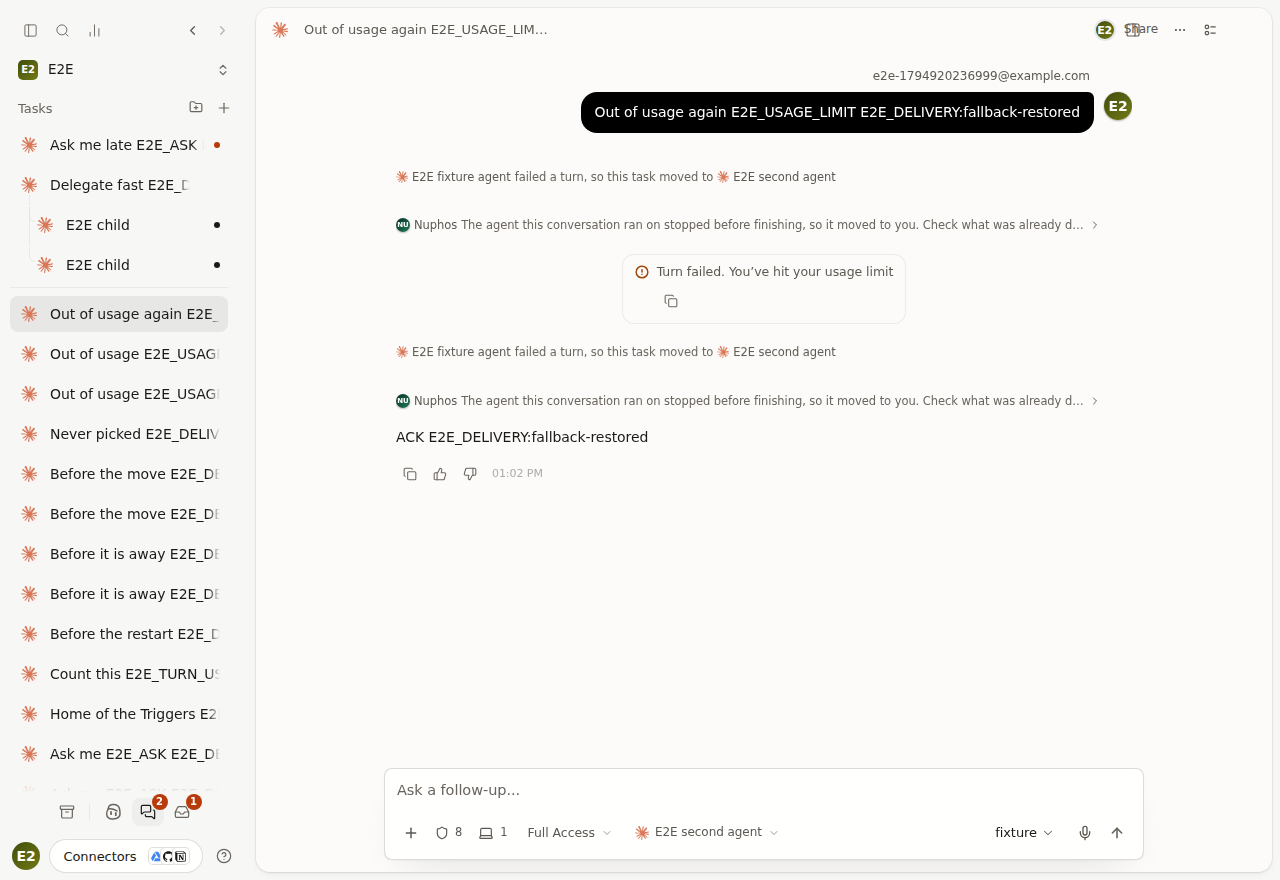 Out of usage again E2E_USAGE_LIM…
E2
Share
E2
E2E
Tasks
Ask me late E2E_ASK
Delegate fast E2E_D
E2E child
E2E child
Out of usage again E2E_
Out of usage E2E_USAG
Out of usage E2E_USAG
Never picked E2E_DELIV
Before the move E2E_DE
Before the move E2E_DE
Before it is away E2E_DE
Before it is away E2E_DE
Before the restart E2E_D
Count this E2E_TURN_US
Home of the Triggers E2
Ask me E2E_ASK E2E_DE
2
1
E2
Connectors
e2e-1794920236999@example.com
Out of usage again E2E_USAGE_LIMIT E2E_DELIVERY:fallback-restored
E2
E2E fixture agent failed a turn, so this task moved to E2E second agent
NU Nuphos The agent this conversation ran on stopped before finishing, so it moved to you. Check what was already d…
Turn failed. You’ve hit your usage limit
E2E fixture agent failed a turn, so this task moved to E2E second agent
NU Nuphos The agent this conversation ran on stopped before finishing, so it moved to you. Check what was already d…
ACK E2E_DELIVERY:fallback-restored
01:02 PM
Ask a follow-up...
8 1 Full Access E2E second agent fixture